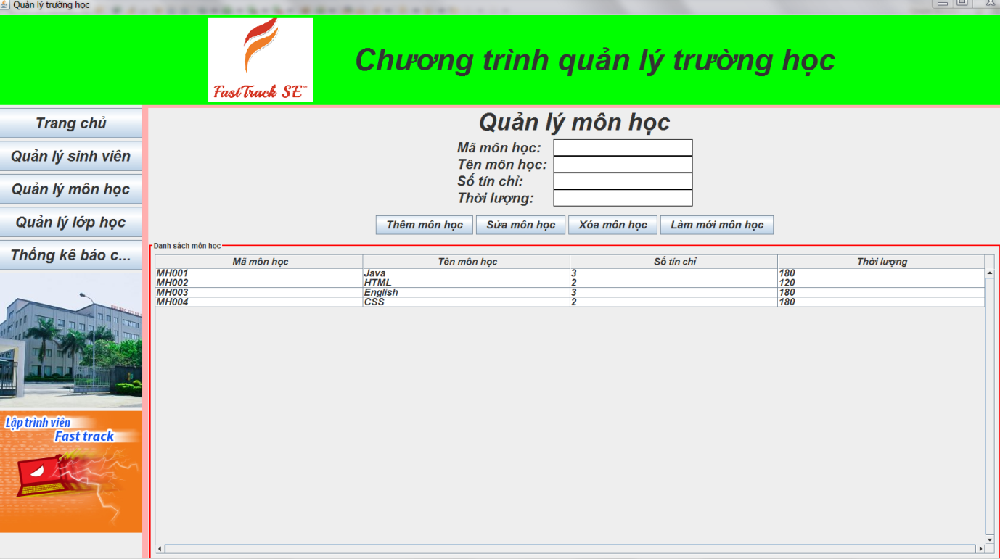 Quản lý trường học
FastTrack SE™
Chương trình quản lý trường học
Trang chủ
Quản lý sinh viên
Quản lý môn học
Quản lý lớp học
Thống kê báo c...
Lập trình viên
Fast track
Quản lý môn học
Mã môn học:
Tên môn học:
Số tín chỉ:
Thời lượng:
Thêm môn học Sửa môn học Xóa môn học Làm mới môn học
Danh sách môn học
Mã môn học Tên môn học Số tín chỉ Thời lượng
MH001 Java 3 180
MH002 HTML 2 120
MH003 English 3 180
MH004 CSS 2 180